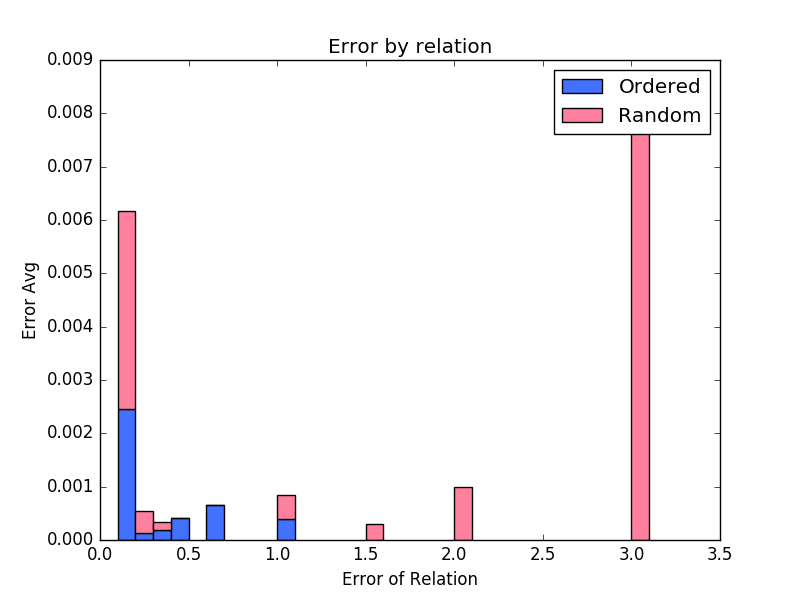 Error by relation
Ordered
Random
Error Avg
0.009
0.008
0.007
0.006
0.005
0.004
0.003
0.002
0.001
0.000
0.0 0.5 1.0 1.5 2.0 2.5 3.0 3.5
Error of Relation